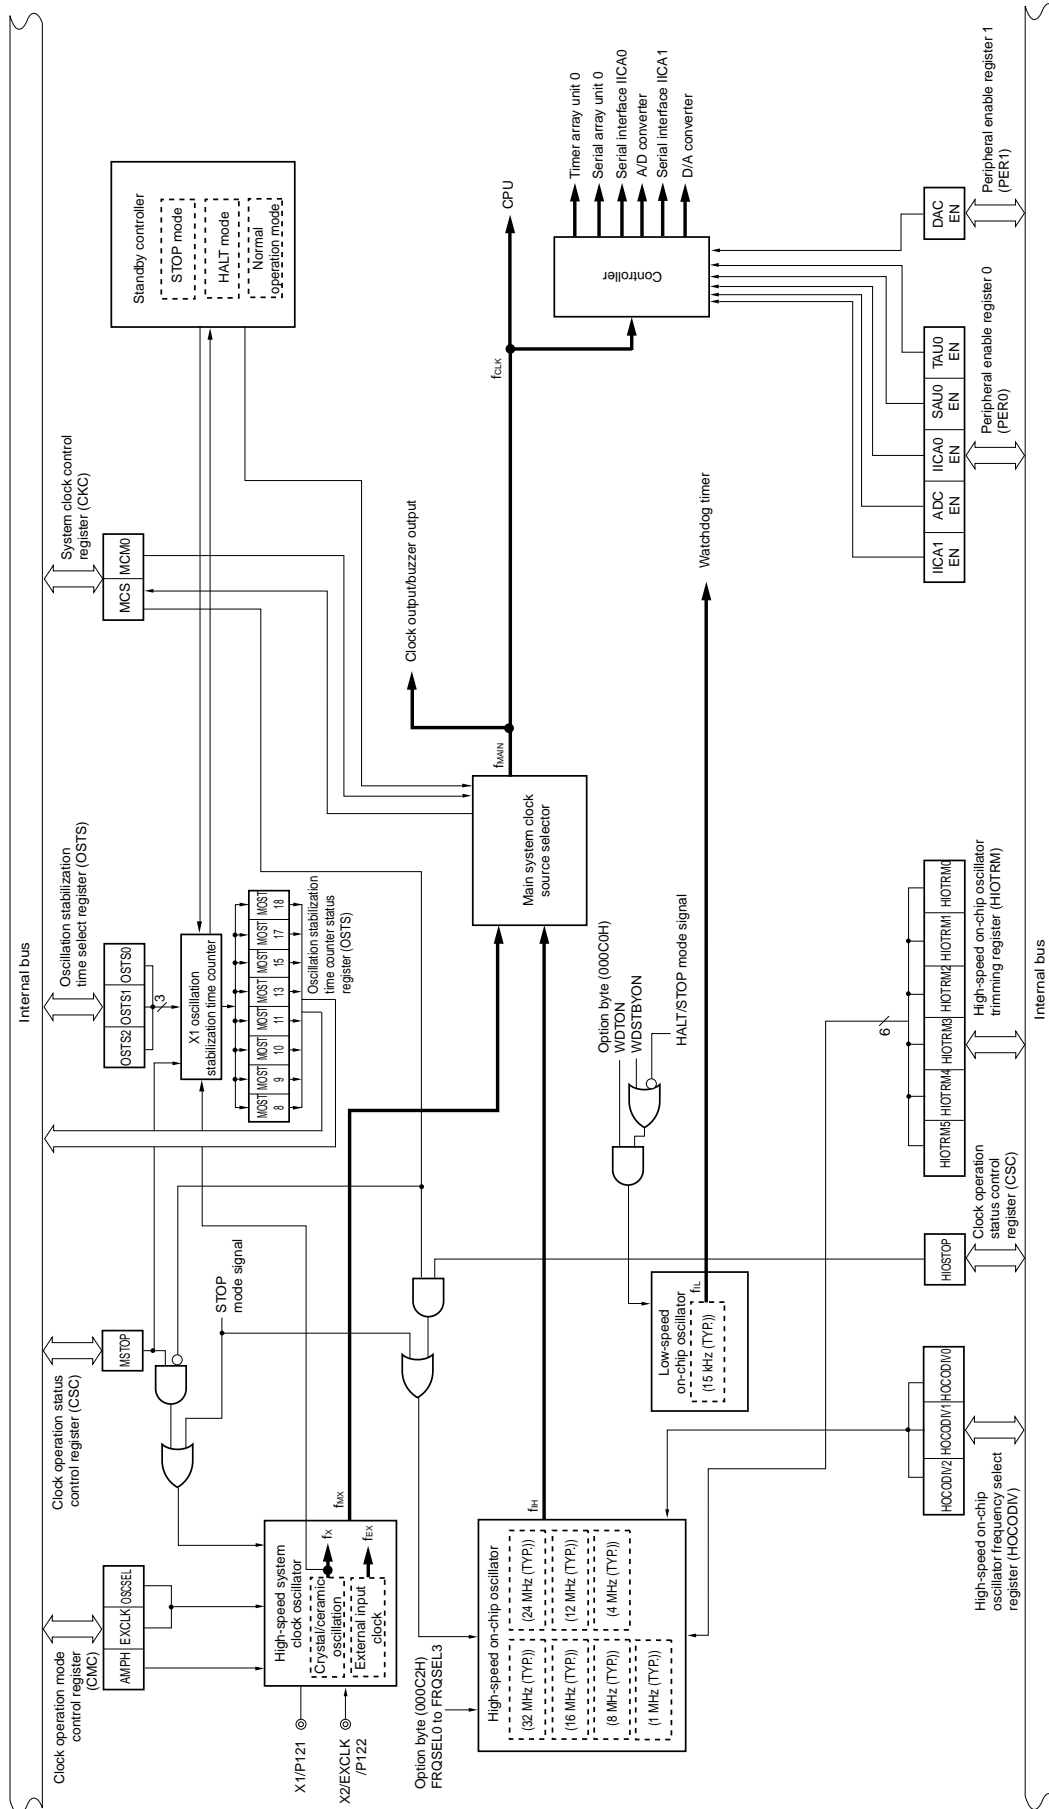 Internal bus
Clock operation mode
control register
(CMC)
AMPH
EXCLK
OSCSEL
Clock operation status
control register (CSC)
MSTOP
Oscillation stabilization
time select register (OSTS)
OSTS2
OSTS1
OSTS0
3
System clock control
register (CKC)
MCS
MCM0
Standby controller
STOP mode
HALT mode
Normal
operation mode
X1 oscillation
stabilization time counter
MOST
8
MOST
9
MOST
10
MOST
11
MOST
13
MOST
15
MOST
17
MOST
18
Oscillation stabilization
time counter status
register (OSTS)
STOP
mode signal
X1/P121
X2/EXCLK
/P122
High-speed system
clock oscillator
Crystal/ceramic
oscillation
fX
External input
clock
fEX
fMX
Clock output/buzzer output
Main system clock
source selector
fMAIN
fCLK
CPU
Option byte (000C2H)
FRQSEL0 to FRQSEL3
High-speed on-chip oscillator
(32 MHz (TYP.))
(24 MHz (TYP.))
(16 MHz (TYP.))
(12 MHz (TYP.))
(8 MHz (TYP.))
(4 MHz (TYP.))
(1 MHz (TYP.))
fIH
Controller
Timer array unit 0
Serial array unit 0
Serial interface IICA0
A/D converter
Serial interface IICA1
D/A converter
Option byte (000C0H)
WDTON
WDSTBYON
HALT/STOP mode signal
Low-speed
on-chip oscillator
(15 kHz (TYP.))
fIL
Watchdog timer
6
HOCODIV2
HOCODIV1
HOCODIV0
High-speed on-chip
oscillator frequency select
register (HOCODIV)
HIOSTOP
Clock operation
status control
register (CSC)
HIOTRM5
HIOTRM4
HIOTRM3
HIOTRM2
HIOTRM1
HIOTRM0
High-speed on-chip oscillator
trimming register (HIOTRM)
IICA1
EN
ADC
EN
IICA0
EN
SAU0
EN
TAU0
EN
Peripheral enable register 0
(PER0)
DAC
EN
Peripheral enable register 1
(PER1)
Internal bus